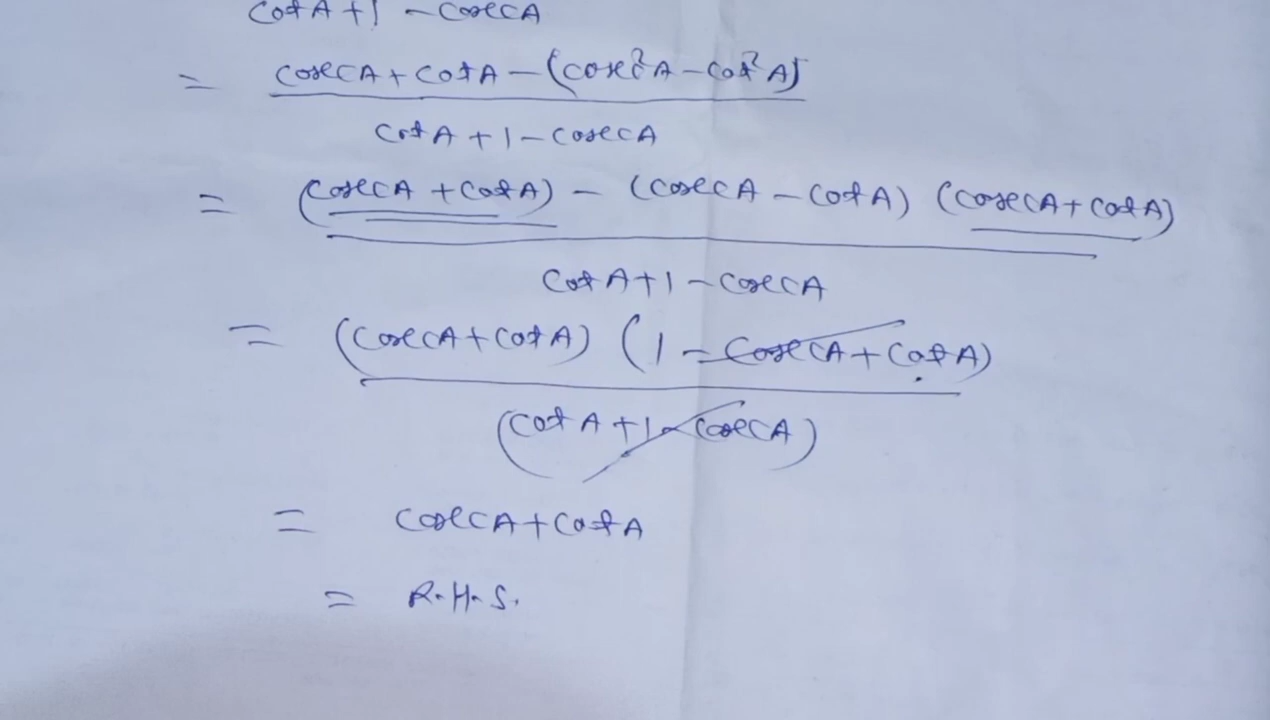 cotA+1 - cosecA
= cosecA + cotA - (cosec²A - cot²A)
cotA + 1 - cosecA
= (cosecA + cotA) - (cosecA - cotA) (cosecA + cotA)
cotA+1 - cosecA
= (cosecA + cotA) (1 - cosecA + cotA)
(cotA + 1 - cosecA)
= cosecA + cotA
= R.H.S.